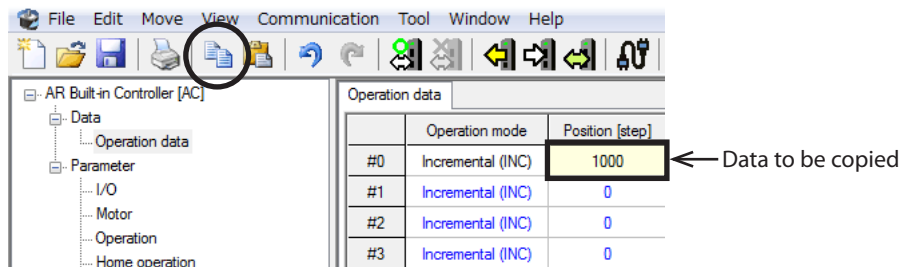 File Edit Move View Communication Tool Window Help
AR Built-in Controller [AC]
Data
Operation data
Parameter
I/O
Motor
Operation
Home operation
Operation data
Operation mode Position [step]
#0 Incremental (INC) 1000
Data to be copied
#1 Incremental (INC) 0
#2 Incremental (INC) 0
#3 Incremental (INC) 0